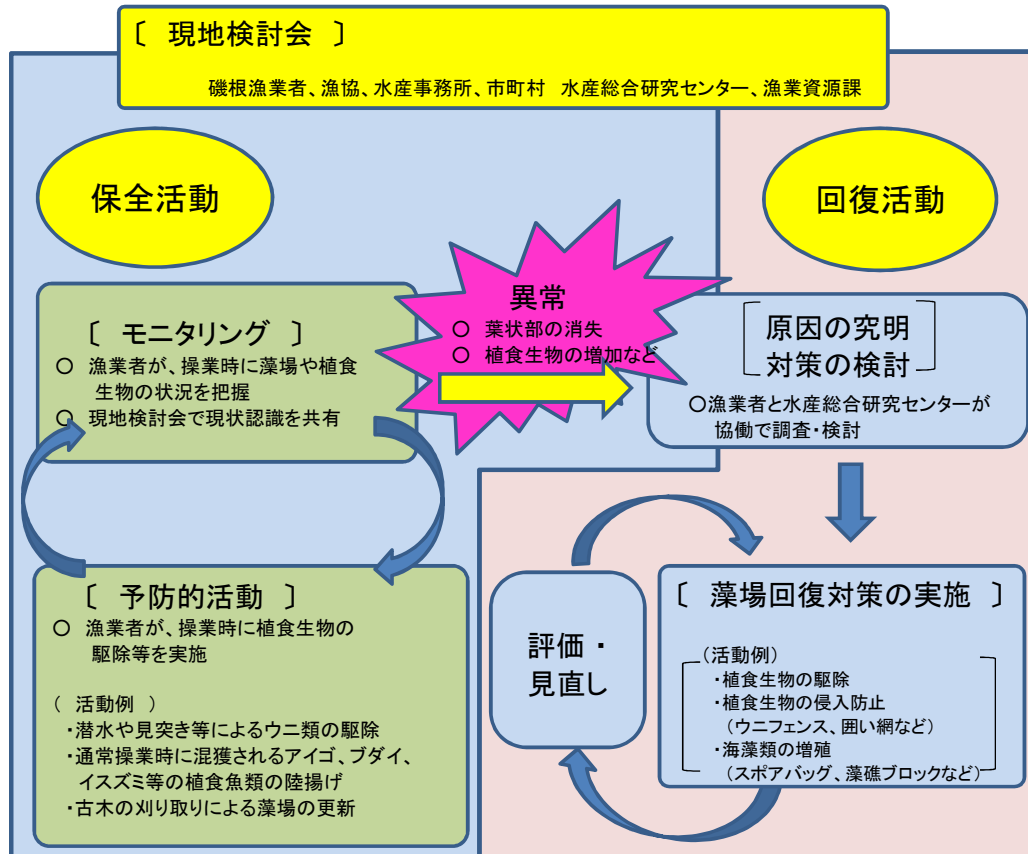 〔 現地検討会 〕
磯根漁業者、漁協、水産事務所、市町村 水産総合研究センター、漁業資源課
保全活動
回復活動
〔 モニタリング 〕
○ 漁業者が、操業時に藻場や植食
生物の状況を把握
○ 現地検討会で現状認識を共有
異常
○ 葉状部の消失
○ 植食生物の増加など
原因の究明
対策の検討
○漁業者と水産総合研究センターが
協働で調査・検討
〔 予防的活動 〕
○ 漁業者が、操業時に植食生物の
駆除等を実施
( 活動例 )
・潜水や見突き等によるウニ類の駆除
・通常操業時に混獲されるアイゴ、ブダイ、
イスズミ等の植食魚類の陸揚げ
・古木の刈り取りによる藻場の更新
評価・
見直し
〔 藻場回復対策の実施 〕
(活動例)
・植食生物の駆除
・植食生物の侵入防止
(ウニフェンス、囲い網など)
・海藻類の増殖
(スポアバッグ、藻礁ブロックなど)